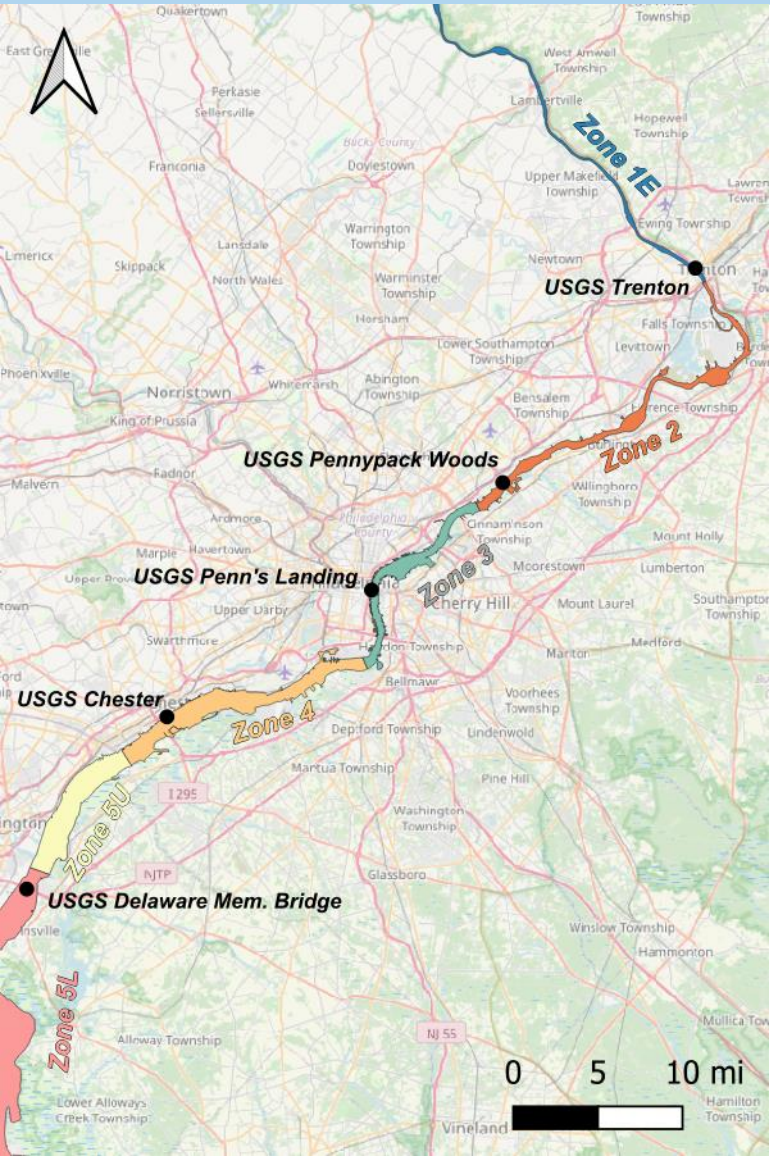 Quakertown
Township
West Amwell
Township
Perkasie
Sellersville
Lambertville
Hopewell
Township
Zone 1E
Bucks County
Doylestown
Franconia
Upper Makefield
Township
Ewing Township
Warrington
Township
Lansdale
Limerick
Skippack
Newtown
North Wales
Warminster
Township
USGS Trenton
Horsham
Falls Township
Lower Southampton
Township
Levittown
Phoenixville
Norristown
Whitemarsh
Abington
Township
Bensalem
Township
Florence Township
King of Prussia
Zone 2
USGS Pennypack Woods
Radnor
Malvern
Willingboro
Township
Ardmore
Philadelphia
County
Cinnaminson
Township
Mount Holly
Marple
Havertown
Zone 3
Moorestown
Lumberton
USGS Penn's Landing
Upper Darby
Cherry Hill
Mount Laurel
Southampton
Township
Swarthmore
Haddon Township
Marlton
Medford
Bellmawr
USGS Chester
Zone 4
Voorhees
Township
Deptford Township
Lindenwold
Mantua Township
Pine Hill
I 295
Zone 5U
Washington
Township
NJTP
Glassboro
USGS Delaware Mem. Bridge
Winslow Township
Hammonton
Zone 5L
NJ 55
Alloway Township
Lower Alloways
Creek Township
0 5 10 mi
Hamilton
Township
Vineland